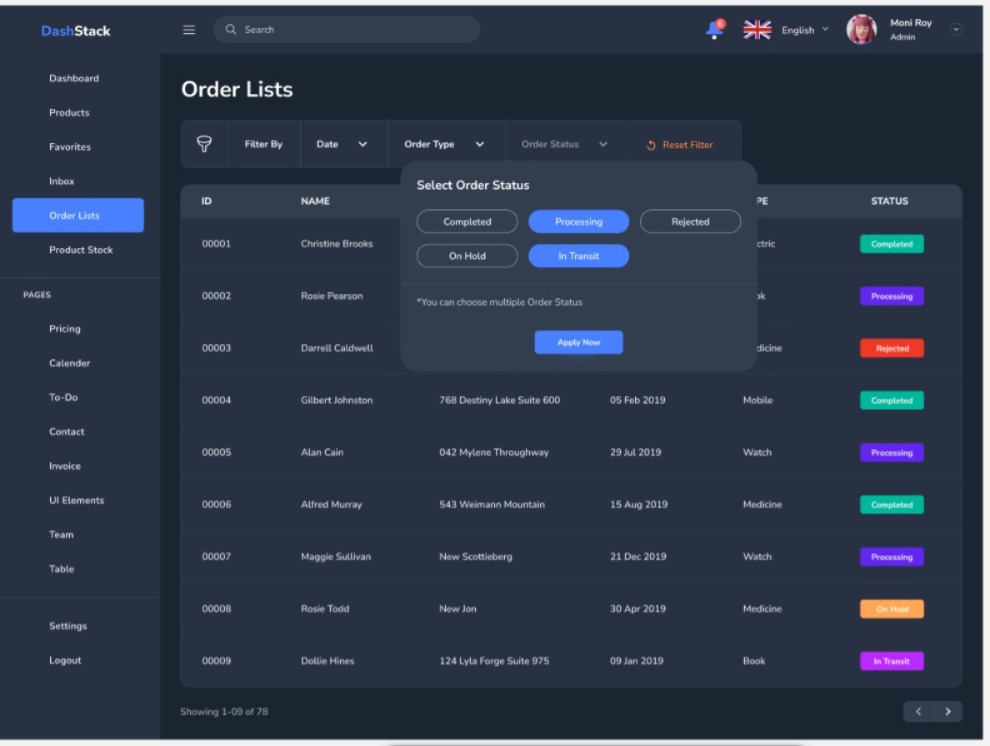 DashStack
Search
6
English
Moni Roy
Admin
Dashboard
Products
Favorites
Inbox
Order Lists
Product Stock
PAGES
Pricing
Calender
To-Do
Contact
Invoice
UI Elements
Team
Table
Settings
Logout
Order Lists
Filter By
Date
Order Type
Order Status
Reset Filter
Select Order Status
Completed Processing Rejected
On Hold In Transit
*You can choose multiple Order Status
Apply Now
ID NAME PE STATUS
00001 Christine Brooks ctric Completed
00002 Rosie Pearson ok Processing
00003 Darrell Caldwell dicine Rejected
00004 Gilbert Johnston 768 Destiny Lake Suite 600 05 Feb 2019 Mobile Completed
00005 Alan Cain 042 Mylene Throughway 29 Jul 2019 Watch Processing
00006 Alfred Murray 543 Weimann Mountain 15 Aug 2019 Medicine Completed
00007 Maggie Sullivan New Scottieberg 21 Dec 2019 Watch Processing
00008 Rosie Todd New Jon 30 Apr 2019 Medicine On Hold
00009 Dollie Hines 124 Lyla Forge Suite 975 09 Jan 2019 Book In Transit
Showing 1-09 of 78